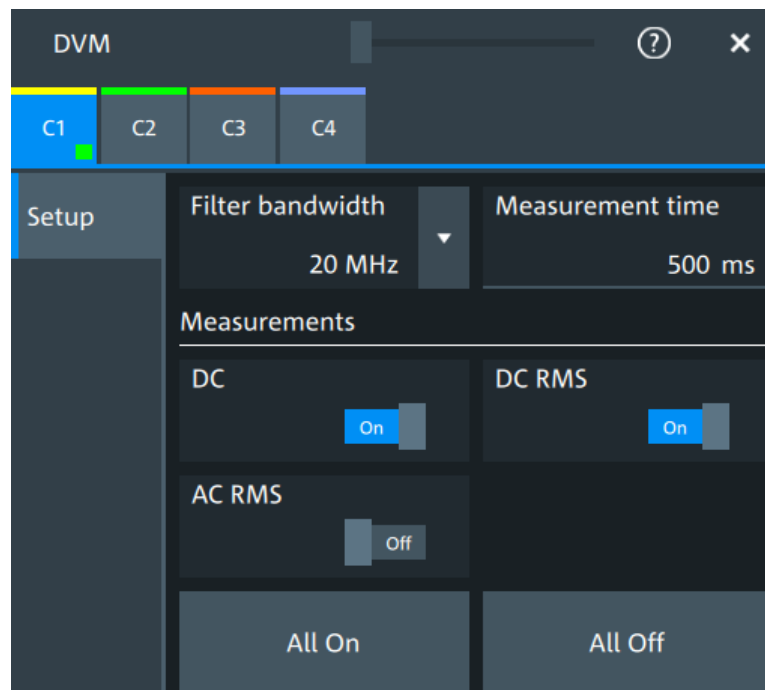 DVM ? ×
C1 C2 C3 C4
Setup
Filter bandwidth
20 MHz
Measurement time
500 ms
Measurements
DC
On
DC RMS
On
AC RMS
Off
All On
All Off